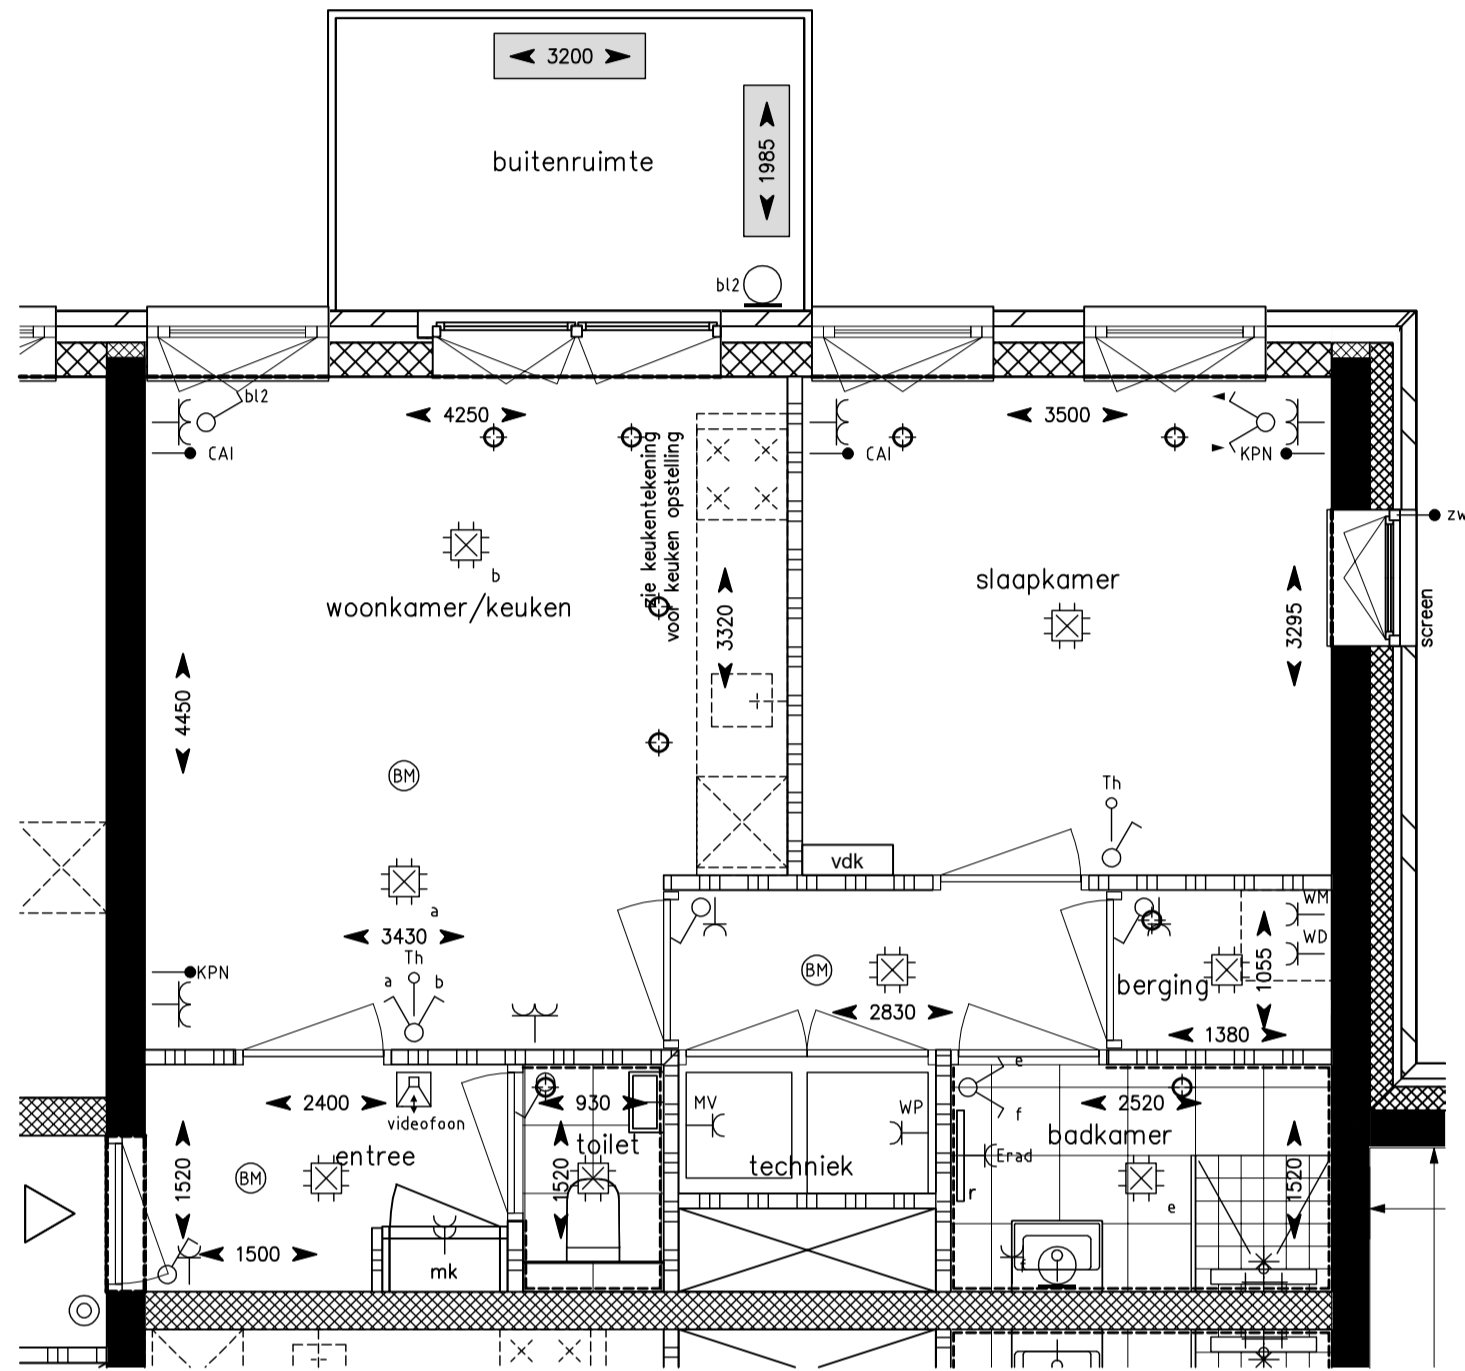 3200
1985
buitenruimte
bl2
bl2
4250
3500
CAI
CAI
KPN
zw
zie keukentekening
voor keuken opstelling
b
woonkamer/keuken
slaapkamer
3320
3295
screen
4450
BM
Th
vdk
a
3430
Th
KPN
a
b
BM
2830
WM
WD
1055
berging
1380
2400
videofoon
930
MV
WP
e
f
2520
badkamer
1520
entree
BM
toilet
1520
techniek
Erad
r
e
1520
1500
mk
f